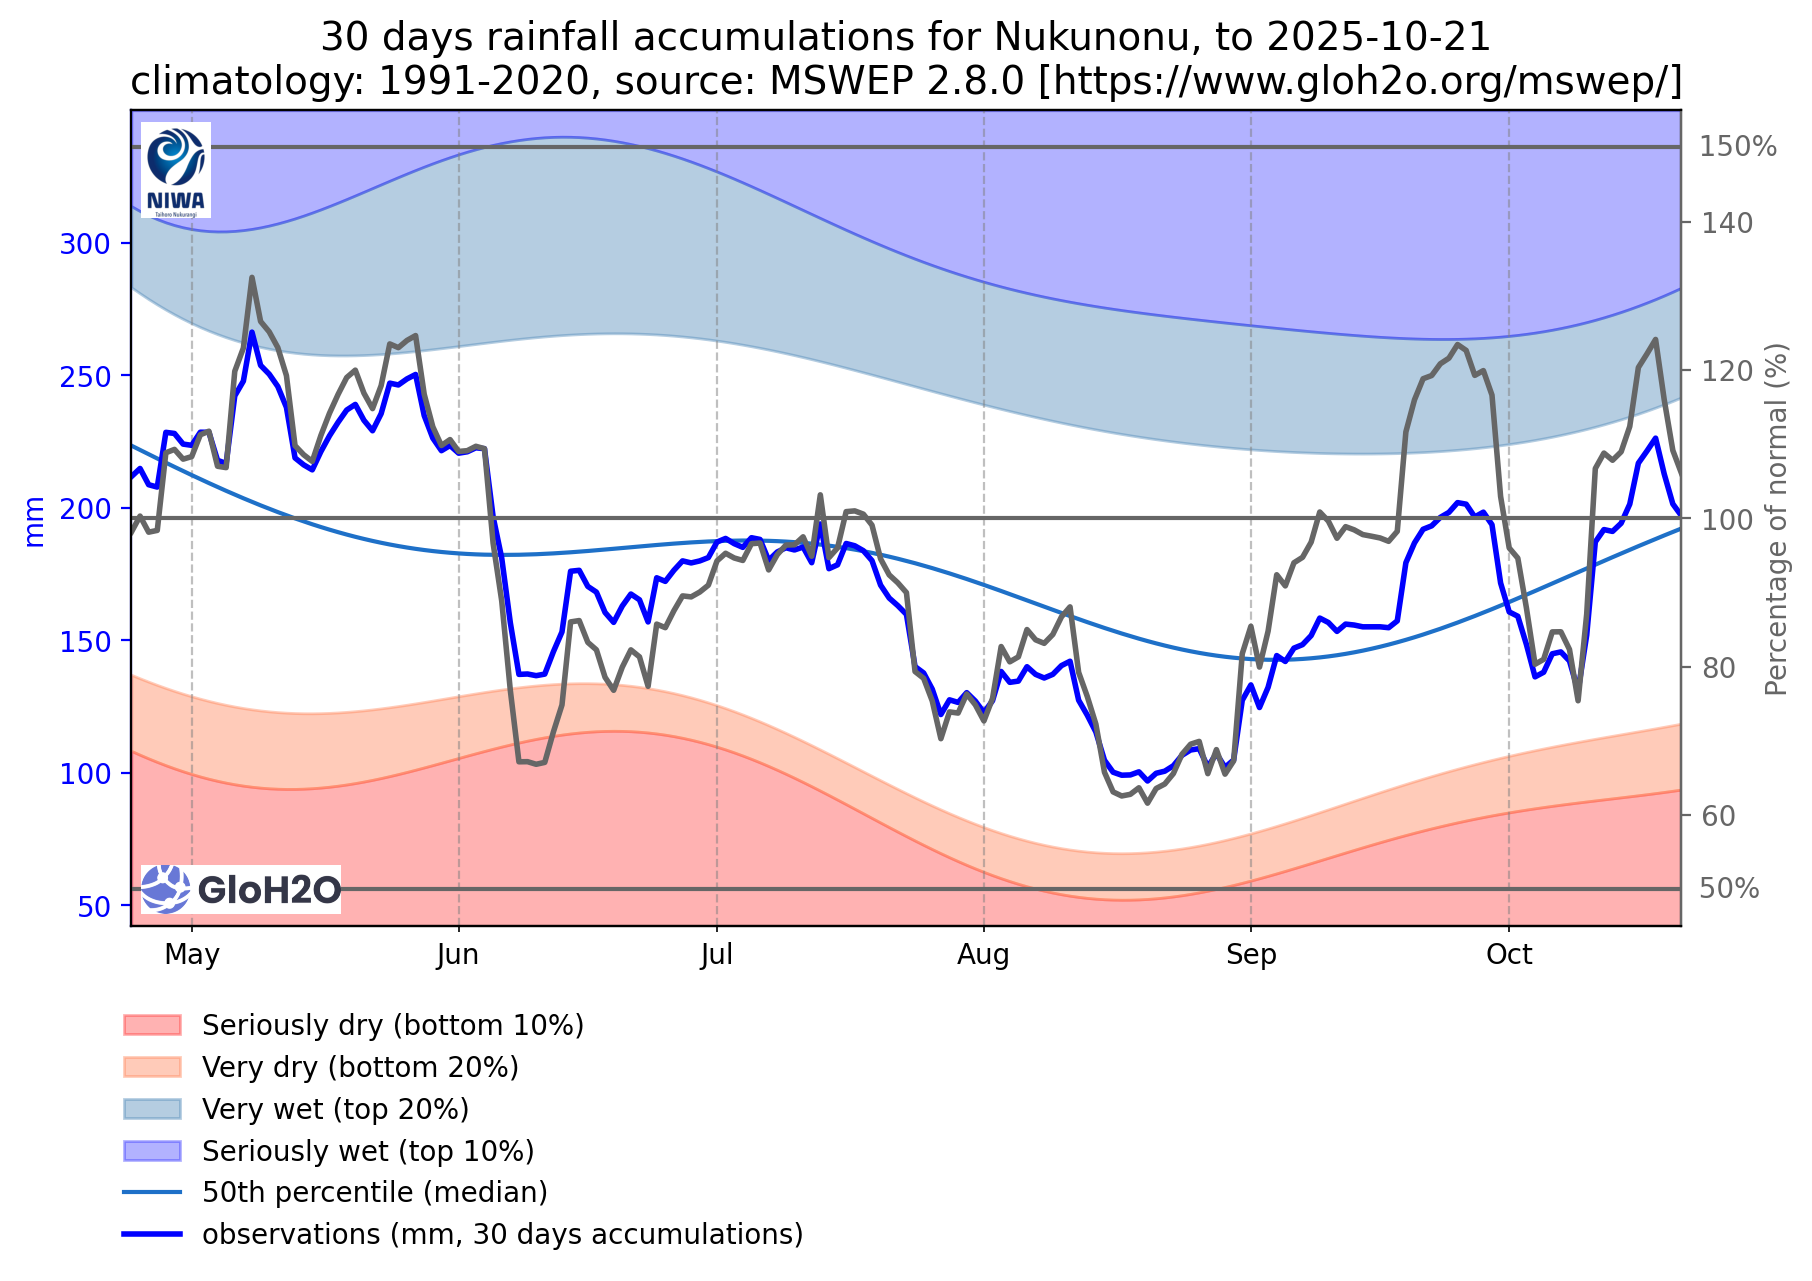 30 days rainfall accumulations for Nukunonu, to 2025-10-21
climatology: 1991-2020, source: MSWEP 2.8.0 [https://www.gloh2o.org/mswep/]
NIWA
Taihoro Nukurangi
300
250
200
150
100
50
mm
150%
140
120
100
80
60
50%
Percentage of normal (%)
GloH2O
May
Jun
Jul
Aug
Sep
Oct
Seriously dry (bottom 10%)
Very dry (bottom 20%)
Very wet (top 20%)
Seriously wet (top 10%)
50th percentile (median)
observations (mm, 30 days accumulations)